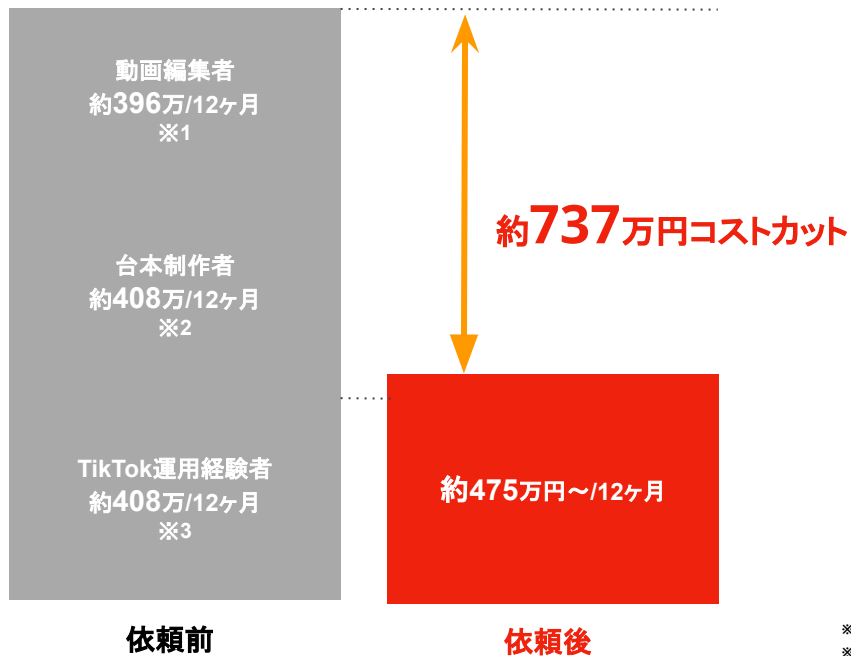 動画編集者
約396万/12ヶ月
※1
台本制作者
約408万/12ヶ月
※2
TikTok運用経験者
約408万/12ヶ月
※3
約737万円コストカット
約475万円～/12ヶ月
依頼前
依頼後
※
※